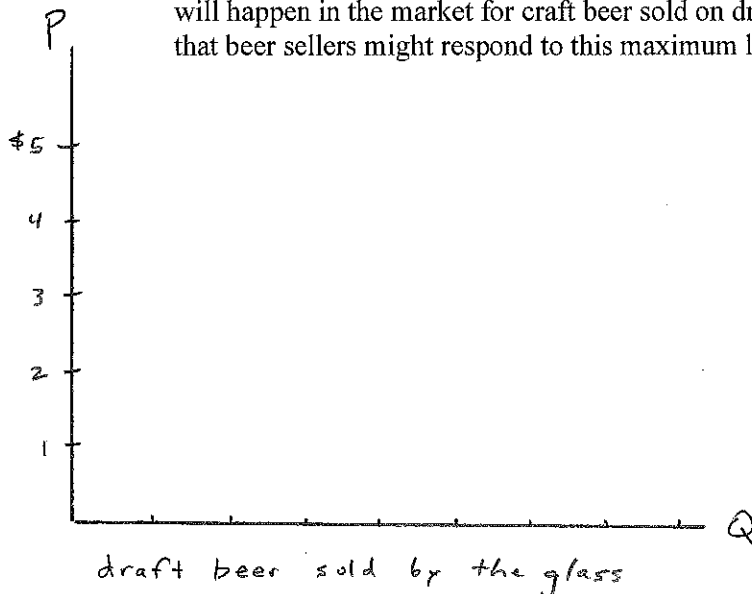 will happen in the market for craft beer sold on
that beer sellers might respond to this maximum
P
$5
4
3
2
1
Q
draft beer sold by the glass